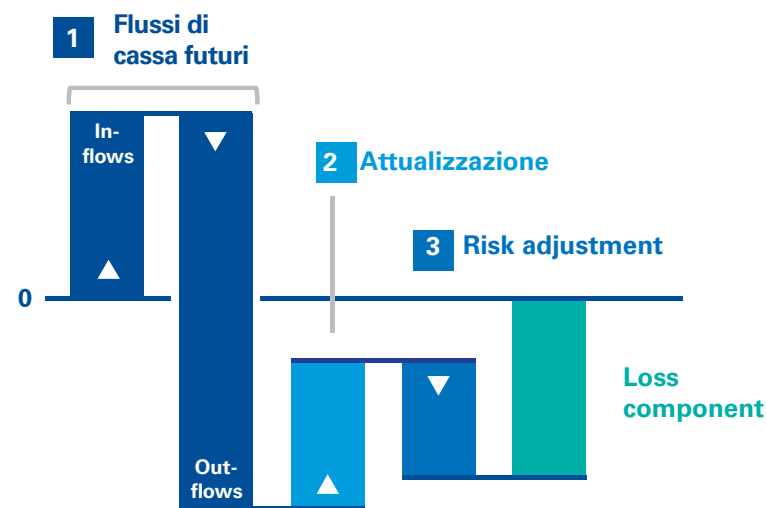 1
Flussi di
cassa futuri
In-
flows
2 Attualizzazione
3 Risk adjustment
0
Loss
component
Out-
flows